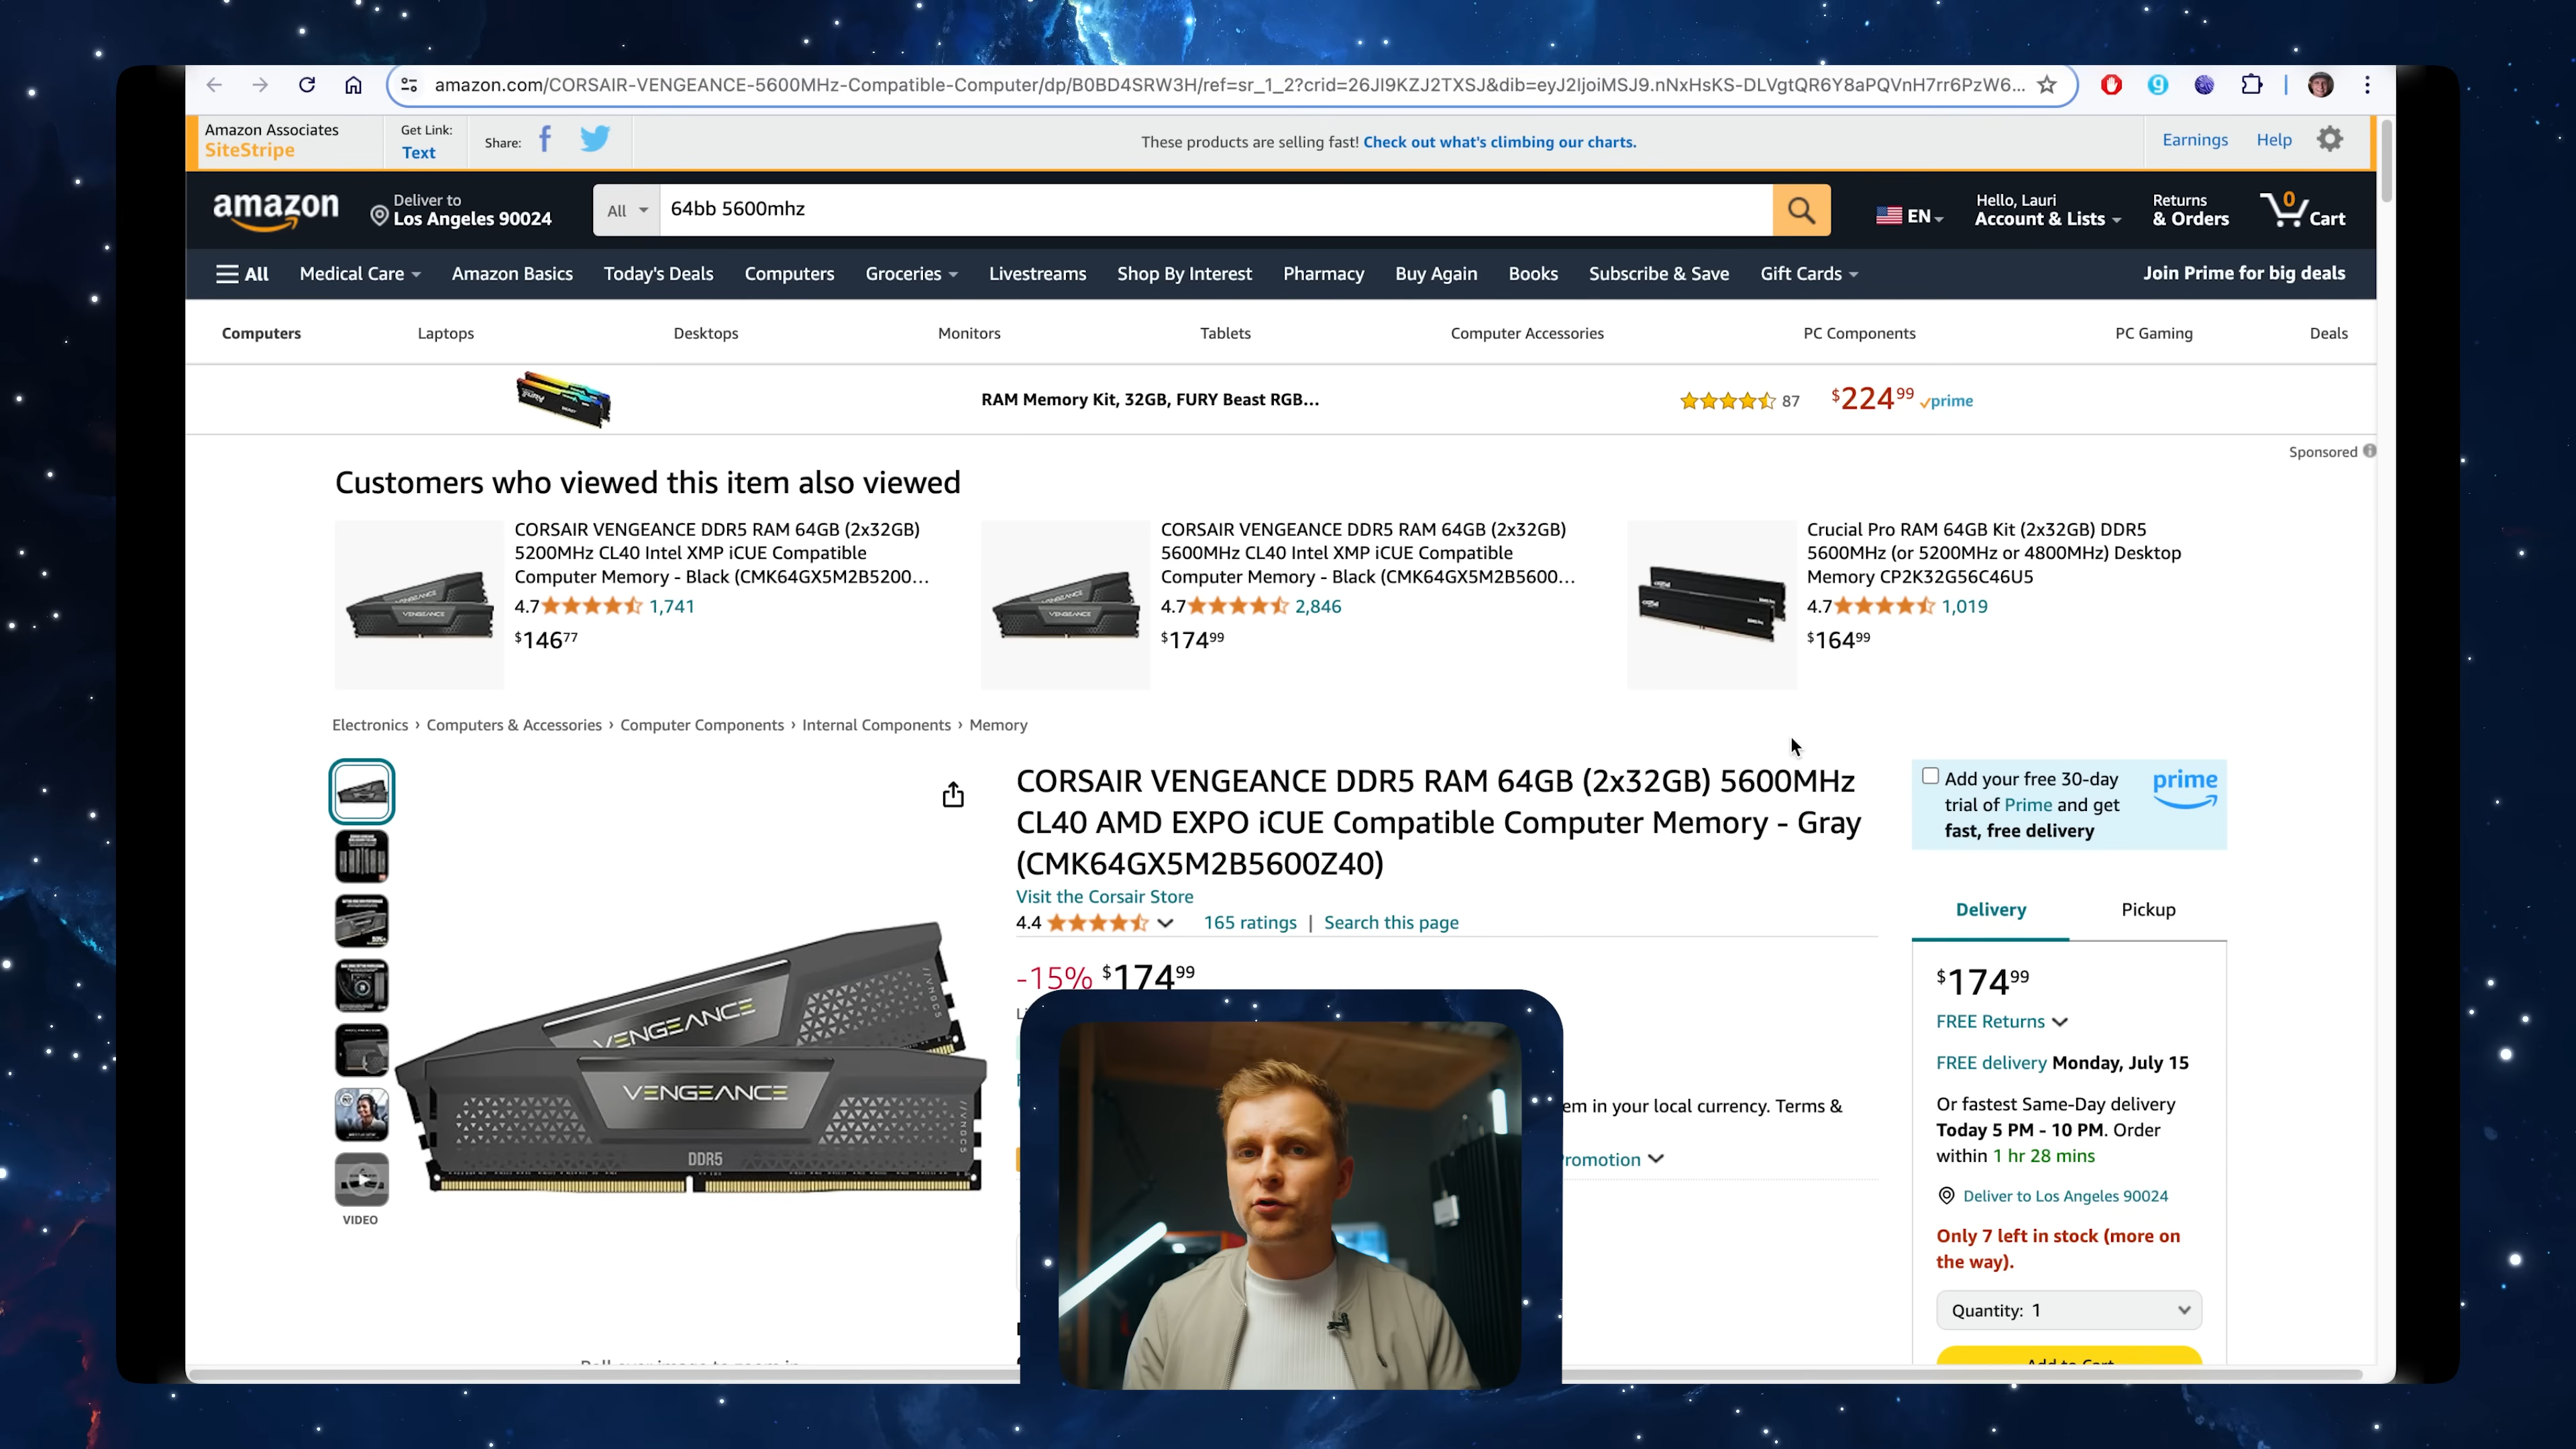 amazon.com/CORSAIR-VENGEANCE-5600MHz-Compatible-Computer/dp/B0BD4SRW3H/ref=sr_1_2?crid=26JI9KZJ2TXSJ&dib=eyJ2IjoiMSJ9.nNxHsKS-DLVgtQR6Y8aPQVnH7rr6PzW6...
Amazon Associates
SiteStripe
Get Link:
Text
Share:
These products are selling fast! Check out what's climbing our charts.
Earnings
Help
amazon
Deliver to
Los Angeles 90024
All
64bb 5600mhz
EN
Hello, Lauri
Account & Lists
Returns
& Orders
0
Cart
All
Medical Care
Amazon Basics
Today's Deals
Computers
Groceries
Livestreams
Shop By Interest
Pharmacy
Buy Again
Books
Subscribe & Save
Gift Cards
Join Prime for big deals
Computers
Laptops
Desktops
Monitors
Tablets
Computer Accessories
PC Components
PC Gaming
Deals
RAM Memory Kit, 32GB, FURY Beast RGB...
87
$224.99
prime
Sponsored
Customers who viewed this item also viewed
CORSAIR VENGEANCE DDR5 RAM 64GB (2x32GB)
5200MHz CL40 Intel XMP iCUE Compatible
Computer Memory - Black (CMK64GX5M2B5200...
4.7
1,741
$146.77
CORSAIR VENGEANCE DDR5 RAM 64GB (2x32GB)
5600MHz CL40 Intel XMP iCUE Compatible
Computer Memory - Black (CMK64GX5M2B5600...
4.7
2,846
$174.99
Crucial Pro RAM 64GB Kit (2x32GB) DDR5
5600MHz (or 5200MHz or 4800MHz) Desktop
Memory CP2K32G56C46U5
4.7
1,019
$164.99
Electronics › Computers & Accessories › Computer Components › Internal Components › Memory
CORSAIR VENGEANCE DDR5 RAM 64GB (2x32GB) 5600MHz
CL40 AMD EXPO iCUE Compatible Computer Memory - Gray
(CMK64GX5M2B5600Z40)
Visit the Corsair Store
4.4
165 ratings | Search this page
-15% $174.99
em in your local currency. Terms &
romotion
VENGEANCE
VENGEANCE
DDR5
VIDEO
Add your free 30-day
trial of Prime and get
fast, free delivery
prime
Delivery
Pickup
$174.99
FREE Returns
FREE delivery Monday, July 15
Or fastest Same-Day delivery
Today 5 PM - 10 PM. Order
within 1 hr 28 mins
Deliver to Los Angeles 90024
Only 7 left in stock (more on
the way).
Quantity: 1
Add to Cart